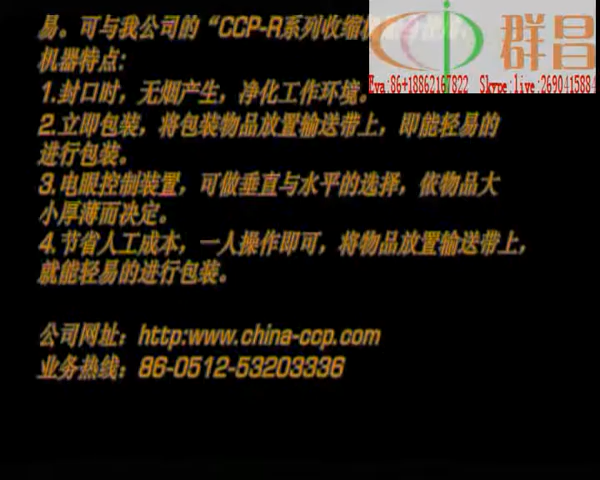 易。可与我公司的“CCP-R系列收缩
机器特点:
1.封口时，无烟产生，净化工作环境。
2.立即包装，将包装物品放置输送带上，即能轻易的
进行包装。
3.电眼控制装置，可做垂直与水平的选择，依物品大
小厚薄而决定。
4.节省人工成本，一人操作即可，将物品放置输送带上，
就能轻易的进行包装。
公司网址：http:www.china-ccp.com
业务热线：86-0512-53203336
群昌
Eva:86+18862167822 Skype:live:2690415884